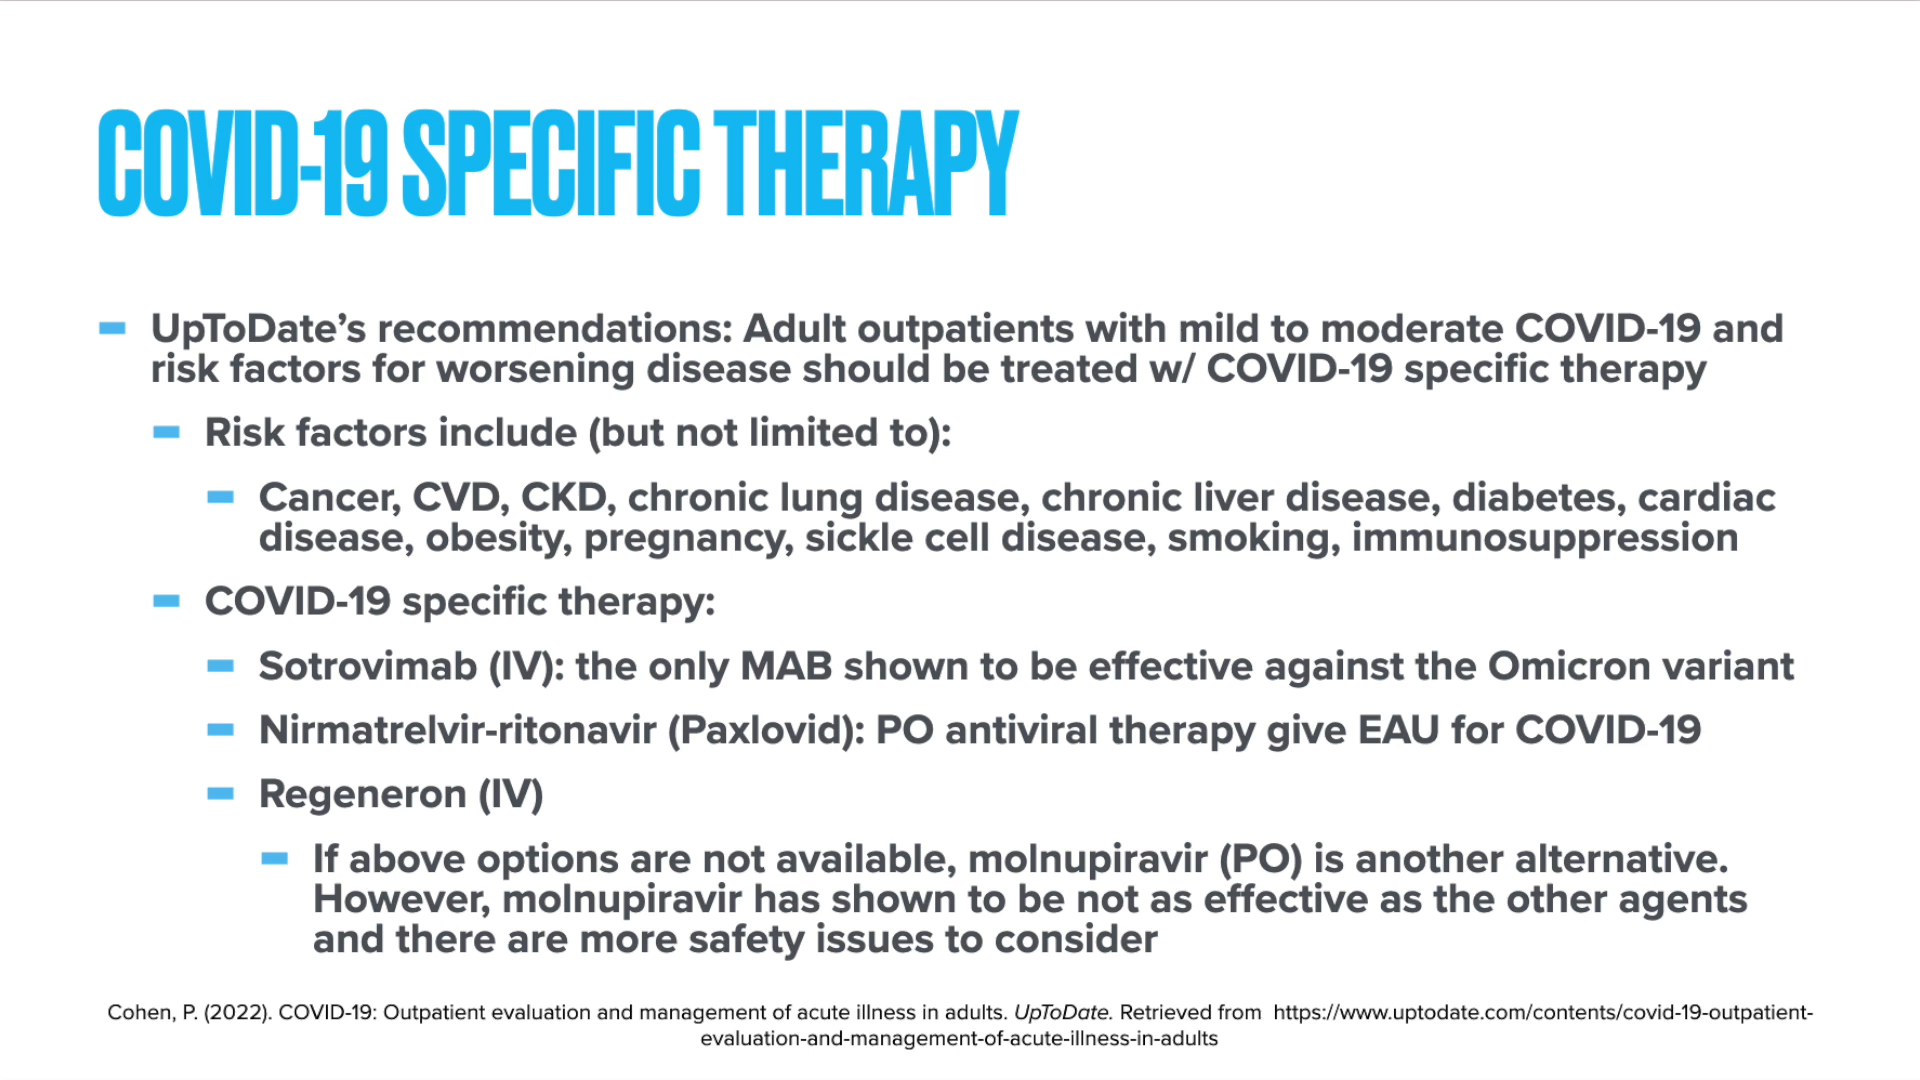 COVID-19 SPECIFIC THERAPY
UpToDate’s recommendations: Adult outpatients with mild to moderate COVID-19 and
risk factors for worsening disease should be treated w/ COVID-19 specific therapy
Risk factors include (but not limited to):
Cancer, CVD, CKD, chronic lung disease, chronic liver disease, diabetes, cardiac
disease, obesity, pregnancy, sickle cell disease, smoking, immunosuppression
COVID-19 specific therapy:
Sotrovimab (IV): the only MAB shown to be effective against the Omicron variant
Nirmatrelvir-ritonavir (Paxlovid): PO antiviral therapy give EAU for COVID-19
Regeneron (IV)
If above options are not available, molnupiravir (PO) is another alternative.
However, molnupiravir has shown to be not as effective as the other agents
and there are more safety issues to consider
Cohen, P. (2022). COVID-19: Outpatient evaluation and management of acute illness in adults. UpToDate. Retrieved from https://www.uptodate.com/contents/covid-19-outpatient-
evaluation-and-management-of-acute-illness-in-adults